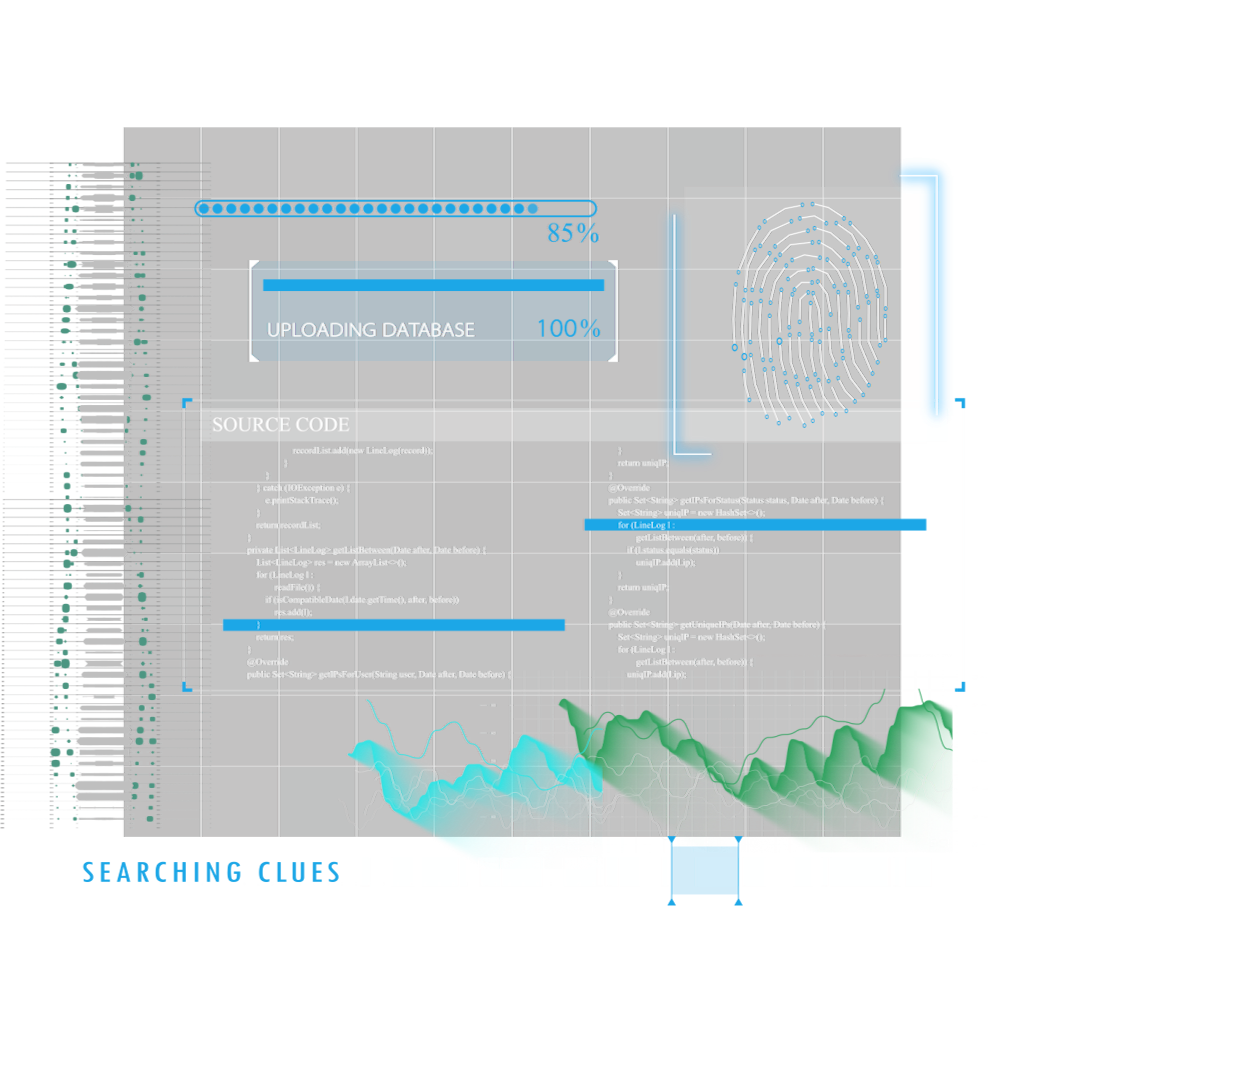 85%
UPLOADING DATABASE 100%
SOURCE CODE
recordList.add(new LineLog(record));
}
}
} catch (IOException e) {
e.printStackTrace();
}
return recordList;
}
private List<LineLog> getListBetween(Date after, Date before) {
List<LineLog> res = new ArrayList<>();
for (LineLog l :
readFile()) {
if (isCompatibleDate(l.date.getTime(), after, before))
res.add(l);
}
return res;
}
@Override
public Set<String> getIPsForUser(String user, Date after, Date before) {
}
return uniqIP;
}
@Override
public Set<String> getIPsForStatus(Status status, Date after, Date before) {
Set<String> uniqIP = new HashSet<>();
for (LineLog l :
getListBetween(after, before)) {
if (l.status.equals(status))
uniqIP.add(l.ip);
}
return uniqIP;
}
@Override
public Set<String> getUniqueIPs(Date after, Date before) {
Set<String> uniqIP = new HashSet<>();
for (LineLog l :
getListBetween(after, before)) {
uniqIP.add(l.ip);
SEARCHING CLUES